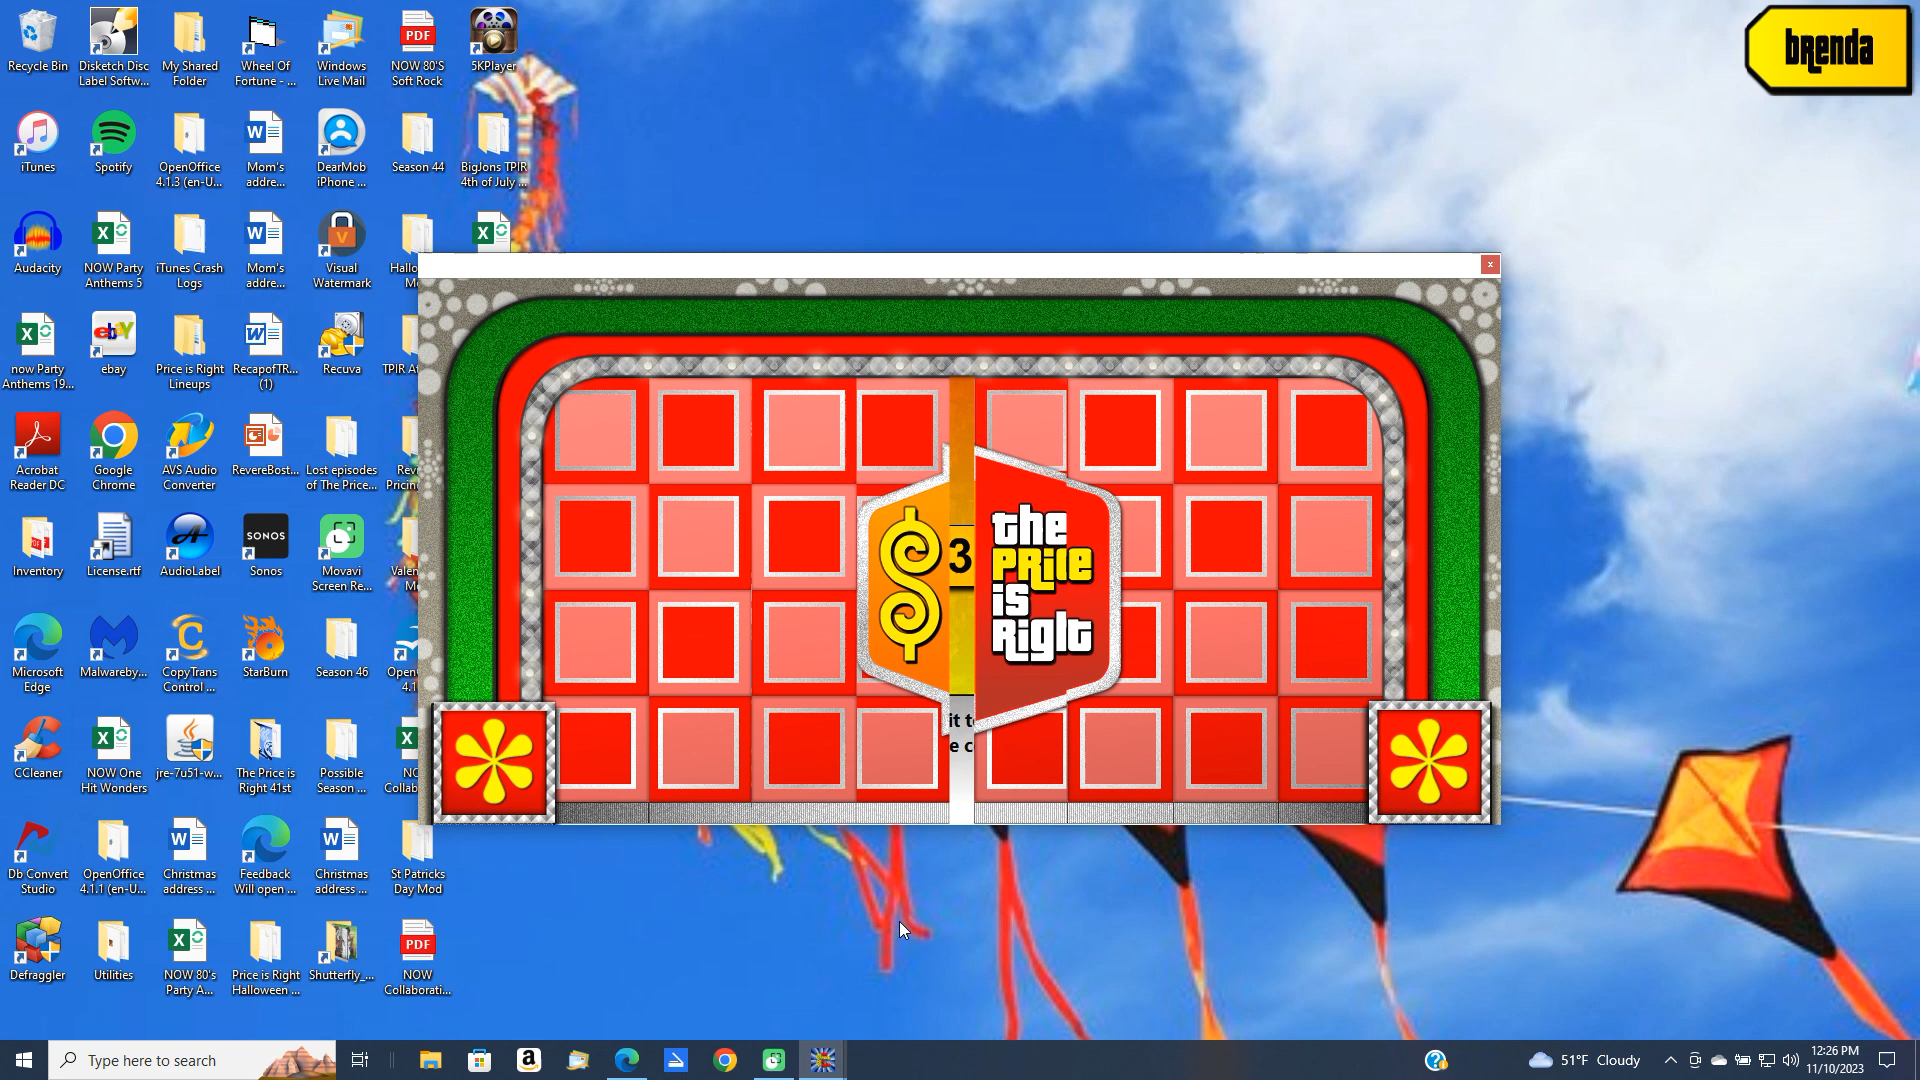 Recycle Bin
Disketch Disc
Label Softw...
My Shared
Folder
Wheel Of
Fortune - ...
Windows
Live Mail
NOW 80'S
Soft Rock
5KPlayer
brenda
iTunes
Spotify
OpenOffice
4.1.3 (en-U...
Mom's
addre...
DearMob
iPhone ...
Season 44
BigJons TPIR
4th of July ...
Audacity
NOW Party
Anthems 5
iTunes Crash
Logs
Mom's
addre...
Visual
Watermark
Hallo
now Party
Anthems 19...
ebay
Price is Right
Lineups
RecapofTR...
(1)
Recuva
TPIR
Acrobat
Reader DC
Google
Chrome
AVS Audio
Converter
RevereBost...
Lost episodes
of The Price...
Inventory
License.rtf
AudioLabel
SONOS
Sonos
Movavi
Screen Re...
Microsoft
Edge
Malwareby...
CopyTrans
Control ...
StarBurn
Season 46
CCleaner
NOW One
Hit Wonders
jre-7u51-w...
The Price is
Right 41st
Possible
Season ...
Db Convert
Studio
OpenOffice
4.1.1 (en-U...
Christmas
address ...
Feedback
Will open ...
Christmas
address ...
St Patricks
Day Mod
Defraggler
Utilities
NOW 80's
Party A...
Price is Right
Halloween ...
Shutterfly_...
NOW
Collaborati...
3
the
PRile
is
Riglt
Type here to search
51°F Cloudy
12:26 PM
11/10/2023